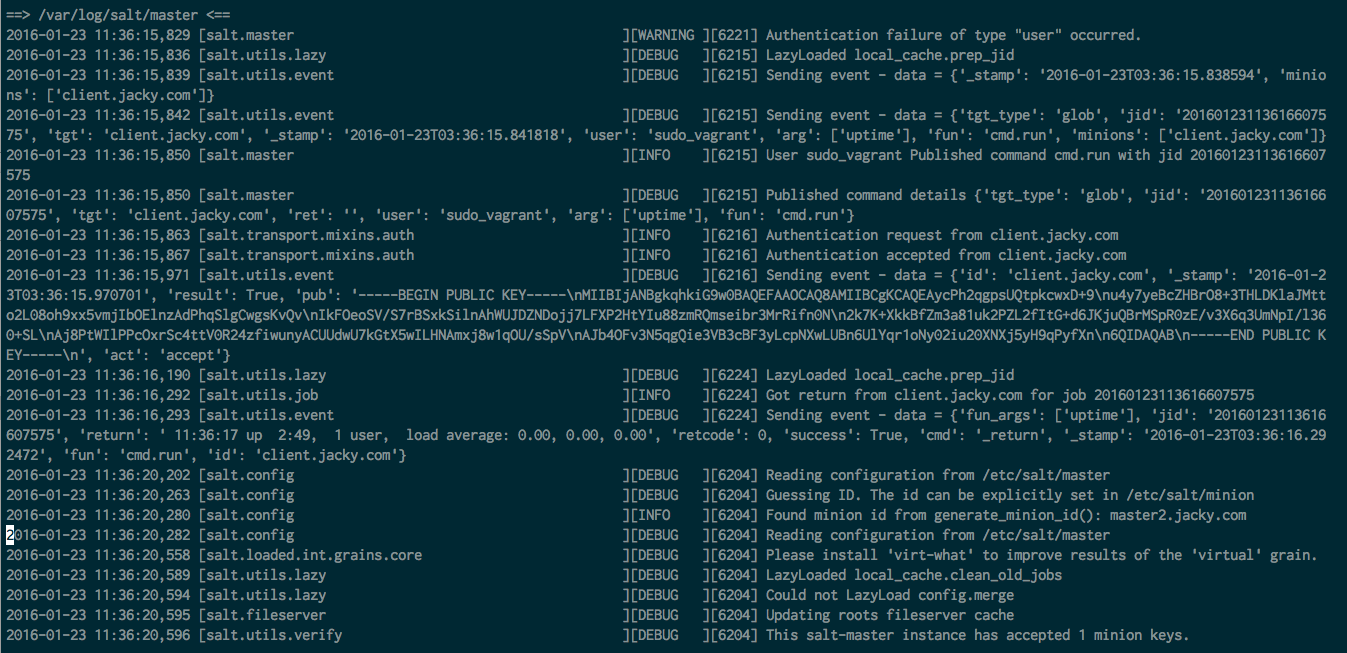 ==> /var/log/salt/master <==
2016-01-23 11:36:15,829 [salt.master                                         ][WARNING ][6221] Authentication failure of type "user" occurred.
2016-01-23 11:36:15,836 [salt.utils.lazy                                     ][DEBUG   ][6215] LazyLoaded local_cache.prep_jid
2016-01-23 11:36:15,839 [salt.utils.event                                    ][DEBUG   ][6215] Sending event - data = {'_stamp': '2016-01-23T03:36:15.838594', 'minio
ns': ['client.jacky.com']}
2016-01-23 11:36:15,842 [salt.utils.event                                    ][DEBUG   ][6215] Sending event - data = {'tgt_type': 'glob', 'jid': '201601231136166075
75', 'tgt': 'client.jacky.com', '_stamp': '2016-01-23T03:36:15.841818', 'user': 'sudo_vagrant', 'arg': ['uptime'], 'fun': 'cmd.run', 'minions': ['client.jacky.com']}
2016-01-23 11:36:15,850 [salt.master                                         ][INFO    ][6215] User sudo_vagrant Published command cmd.run with jid 20160123113616607
575
2016-01-23 11:36:15,850 [salt.master                                         ][DEBUG   ][6215] Published command details {'tgt_type': 'glob', 'jid': '201601231136166
07575', 'tgt': 'client.jacky.com', 'ret': '', 'user': 'sudo_vagrant', 'arg': ['uptime'], 'fun': 'cmd.run'}
2016-01-23 11:36:15,863 [salt.transport.mixins.auth                          ][INFO    ][6216] Authentication request from client.jacky.com
2016-01-23 11:36:15,867 [salt.transport.mixins.auth                          ][INFO    ][6216] Authentication accepted from client.jacky.com
2016-01-23 11:36:15,971 [salt.utils.event                                    ][DEBUG   ][6216] Sending event - data = {'id': 'client.jacky.com', '_stamp': '2016-01-2
3T03:36:15.970701', 'result': True, 'pub': '-----BEGIN PUBLIC KEY-----\nMIIBIjANBgkqhkiG9w0BAQEFAAOCAQ8AMIIBCgKCAQEAycPh2qgpsUQtpkcwxD+9\nu4y7yeBcZHBrO8+3THLDKlaJMtt
o2L08oh9xx5vmjIbOElnzAdPhqSlgCwgsKvQv\nIkFOeoSV/S7rBSxkSilnAhWUJDZNDojj7LFXP2HtYIu88zmRQmseibr3MrRifn0N\n2k7K+XkkBfZm3a81uk2PZL2fItG+d6JKjuQBrMSpR0zE/v3X6q3UmNpI/l36
0+SL\nAj8PtWIlPPcOxrSc4ttV0R24zfiwunyACUUdwU7kGtX5wILHNAmxj8w1qOU/sSpV\nAJb4OFv3N5qgQie3VB3cBF3yLcpNXwLUBn6UlYqr1oNy02iu20XNXj5yH9qPyfXn\n6QIDAQAB\n-----END PUBLIC K
EY-----\n', 'act': 'accept'}
2016-01-23 11:36:16,190 [salt.utils.lazy                                     ][DEBUG   ][6224] LazyLoaded local_cache.prep_jid
2016-01-23 11:36:16,292 [salt.utils.job                                      ][INFO    ][6224] Got return from client.jacky.com for job 20160123113616607575
2016-01-23 11:36:16,293 [salt.utils.event                                    ][DEBUG   ][6224] Sending event - data = {'fun_args': ['uptime'], 'jid': '20160123113616
607575', 'return': ' 11:36:17 up  2:49,  1 user,  load average: 0.00, 0.00, 0.00', 'retcode': 0, 'success': True, 'cmd': '_return', '_stamp': '2016-01-23T03:36:16.29
2472', 'fun': 'cmd.run', 'id': 'client.jacky.com'}
2016-01-23 11:36:20,202 [salt.config                                         ][DEBUG   ][6204] Reading configuration from /etc/salt/master
2016-01-23 11:36:20,263 [salt.config                                         ][DEBUG   ][6204] Guessing ID. The id can be explicitly set in /etc/salt/minion
2016-01-23 11:36:20,280 [salt.config                                         ][INFO    ][6204] Found minion id from generate_minion_id(): master2.jacky.com
2016-01-23 11:36:20,282 [salt.config                                         ][DEBUG   ][6204] Reading configuration from /etc/salt/master
2016-01-23 11:36:20,558 [salt.loaded.int.grains.core                         ][DEBUG   ][6204] Please install 'virt-what' to improve results of the 'virtual' grain.
2016-01-23 11:36:20,589 [salt.utils.lazy                                     ][DEBUG   ][6204] LazyLoaded local_cache.clean_old_jobs
2016-01-23 11:36:20,594 [salt.utils.lazy                                     ][DEBUG   ][6204] Could not LazyLoad config.merge
2016-01-23 11:36:20,595 [salt.fileserver                                     ][DEBUG   ][6204] Updating roots fileserver cache
2016-01-23 11:36:20,596 [salt.utils.verify                                   ][DEBUG   ][6204] This salt-master instance has accepted 1 minion keys.